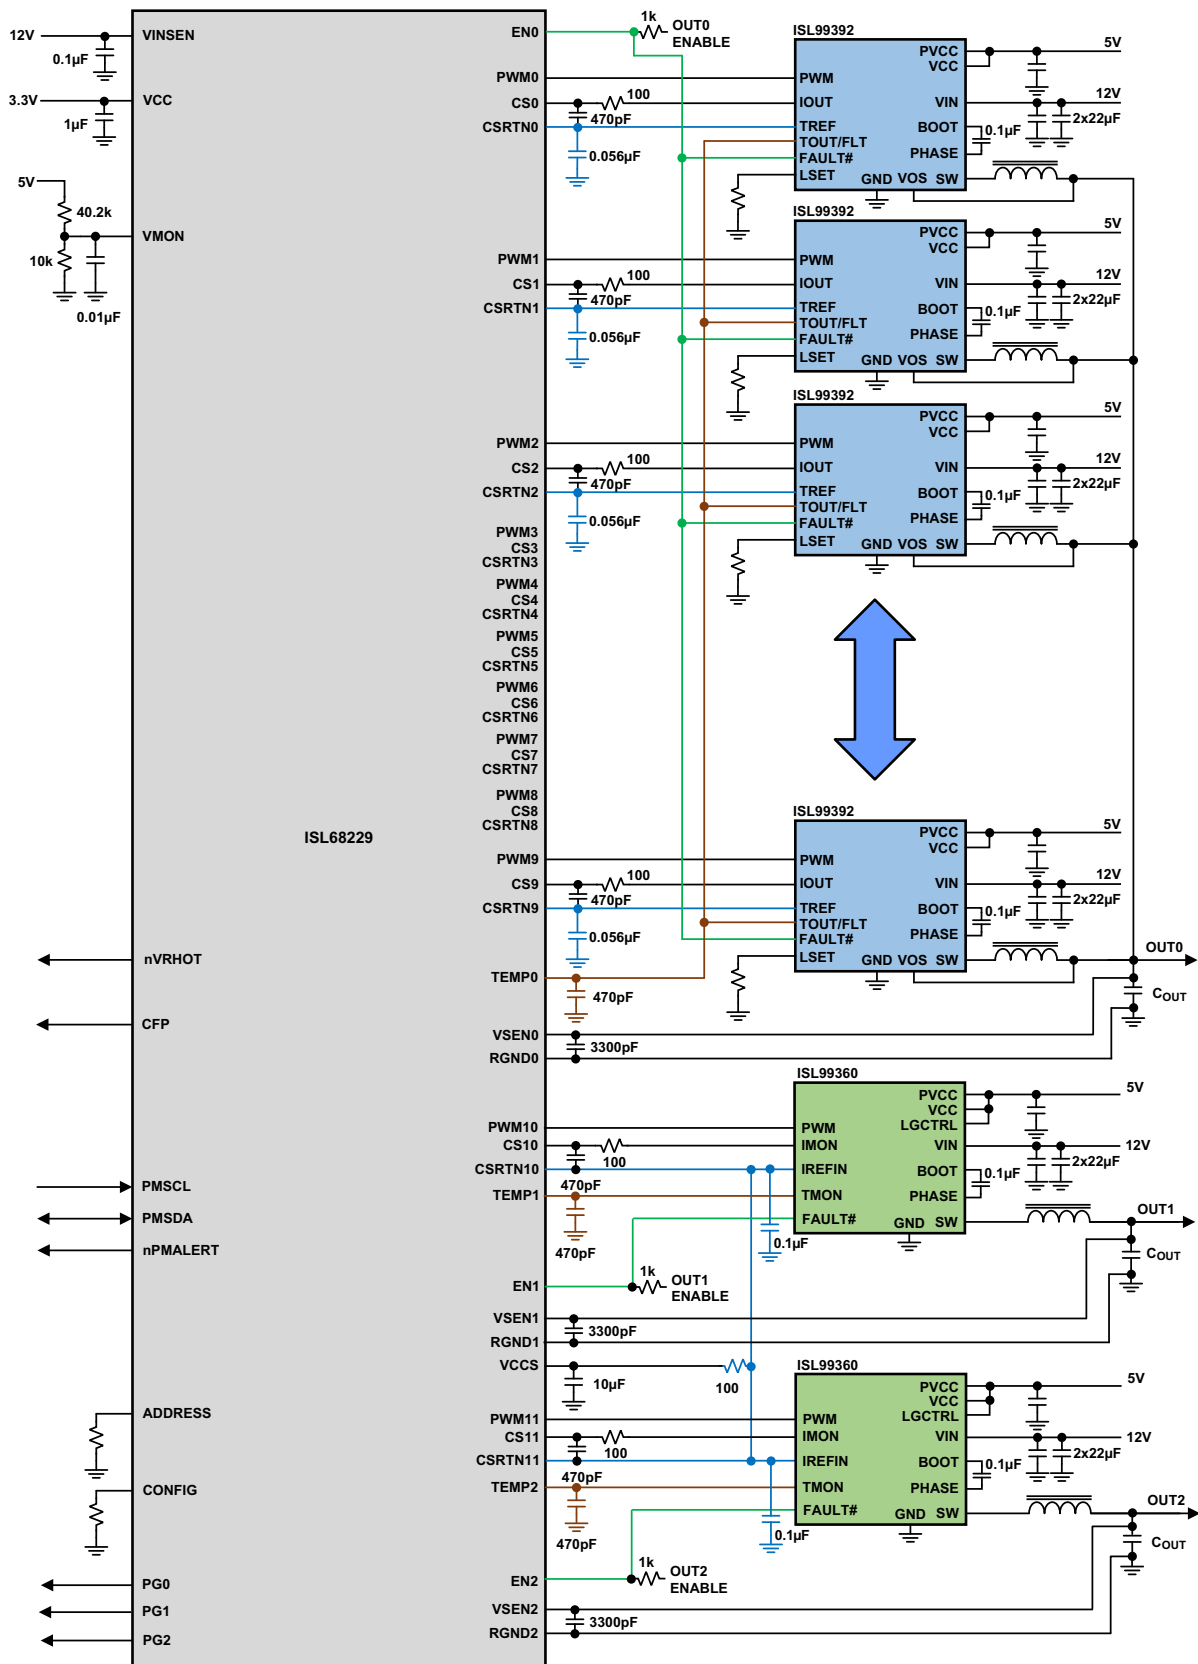 12V
VINSEN
0.1µF
3.3V
VCC
1µF
5V
40.2k
VMON
10k
0.01µF
ISL68229
nVRHOT
CFP
PMSCL
PMSDA
nPMALERT
ADDRESS
CONFIG
PG0
PG1
PG2
EN0
1k
OUT0
ENABLE
PWM0
CS0
100
470pF
CSRTN0
0.056µF
ISL99392
PWM
IOUT
TREF
TOUT/FLT
FAULT#
LSET
PVCC
VCC
VIN
BOOT
PHASE
GND VOS SW
5V
12V
2x22µF
0.1µF
PWM1
CS1
100
470pF
CSRTN1
0.056µF
ISL99392
PWM
IOUT
TREF
TOUT/FLT
FAULT#
LSET
PVCC
VCC
VIN
BOOT
PHASE
GND VOS SW
5V
12V
2x22µF
0.1µF
PWM2
CS2
100
470pF
CSRTN2
0.056µF
ISL99392
PWM
IOUT
TREF
TOUT/FLT
FAULT#
LSET
PVCC
VCC
VIN
BOOT
PHASE
GND VOS SW
5V
12V
2x22µF
0.1µF
PWM3
CS3
CSRTN3
PWM4
CS4
CSRTN4
PWM5
CS5
CSRTN5
PWM6
CS6
CSRTN6
PWM7
CS7
CSRTN7
PWM8
CS8
CSRTN8
PWM9
CS9
100
470pF
CSRTN9
0.056µF
ISL99392
PWM
IOUT
TREF
TOUT/FLT
FAULT#
LSET
PVCC
VCC
VIN
BOOT
PHASE
GND VOS SW
5V
12V
2x22µF
0.1µF
OUT0
COUT
TEMP0
470pF
VSEN0
3300pF
RGND0
ISL99360
PWM10
CS10
100
CSRTN10
470pF
TEMP1
470pF
0.1µF
PWM
IMON
IREFIN
TMON
FAULT#
PVCC
VCC
LGCTRL
VIN
BOOT
PHASE
GND SW
5V
12V
2x22µF
0.1µF
OUT1
COUT
EN1
1k
OUT1
ENABLE
VSEN1
3300pF
RGND1
VCCS
10µF
100
ISL99360
PWM11
CS11
100
CSRTN11
470pF
TEMP2
470pF
0.1µF
PWM
IMON
IREFIN
TMON
FAULT#
PVCC
VCC
LGCTRL
VIN
BOOT
PHASE
GND SW
5V
12V
2x22µF
0.1µF
OUT2
COUT
EN2
1k
OUT2
ENABLE
VSEN2
3300pF
RGND2